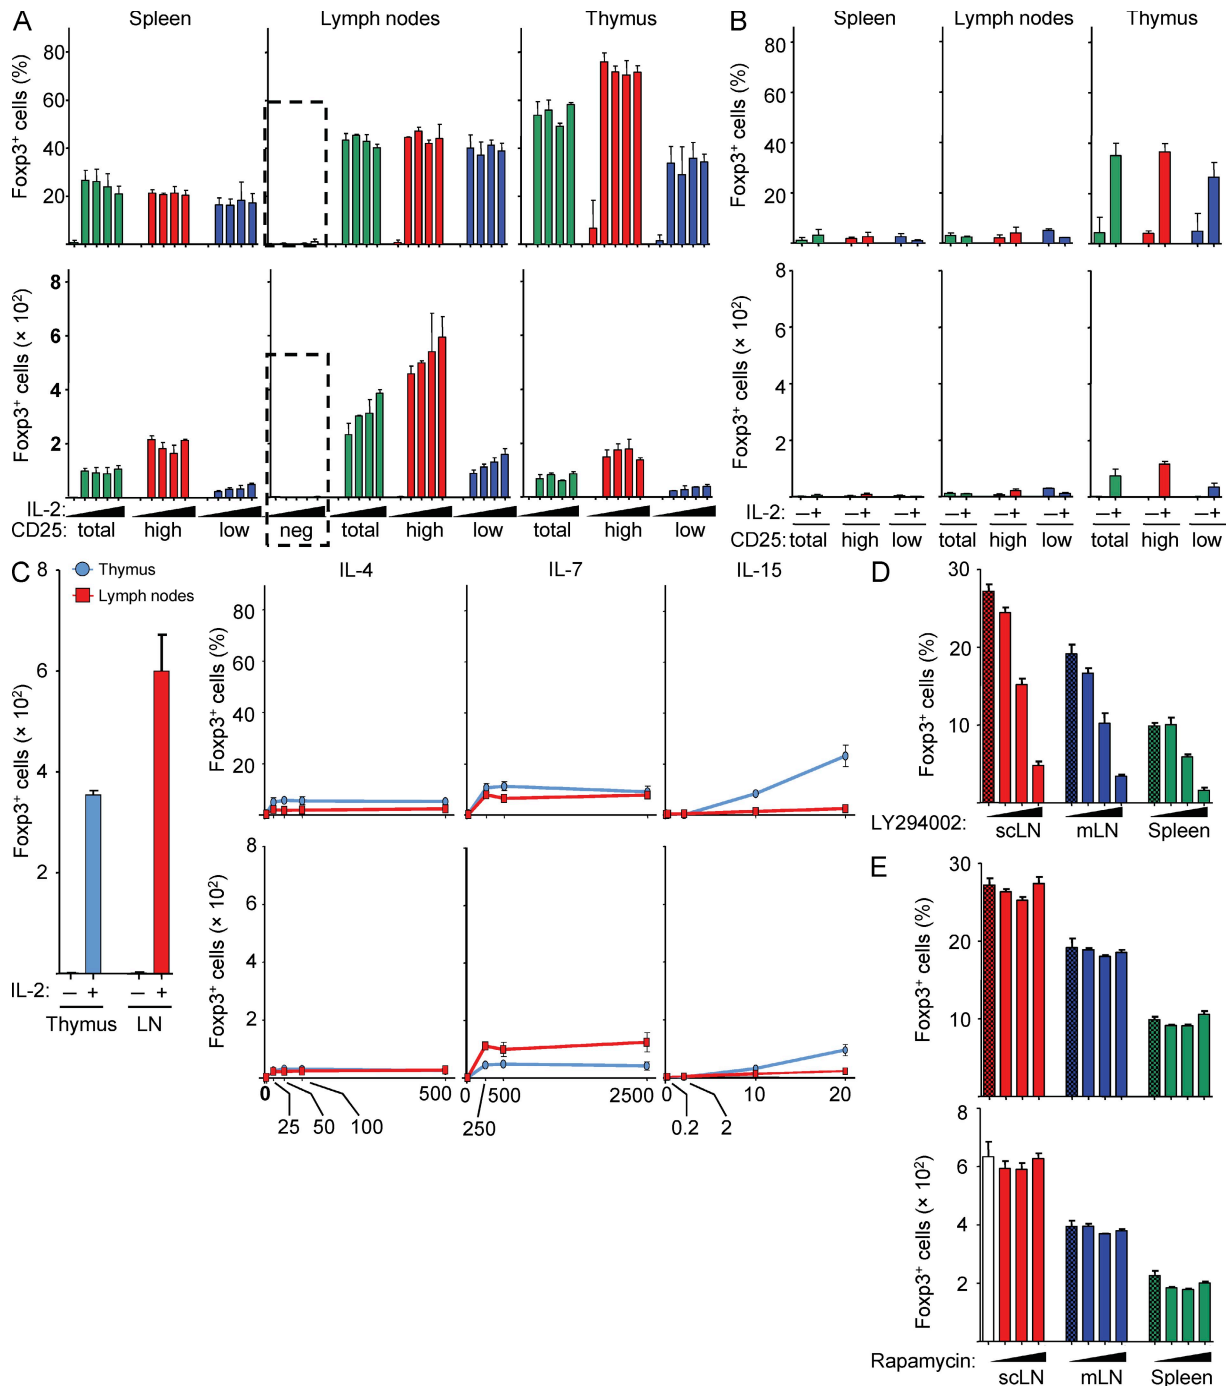 A
Spleen
Lymph nodes
Thymus
Foxp3+ cells (%)
80
60
40
20
Foxp3+ cells (× 10²)
8
6
4
2
IL-2:
CD25: total high low neg total high low total high low
B
Spleen
Lymph nodes
Thymus
Foxp3+ cells (%)
80
60
40
20
Foxp3+ cells (× 10²)
8
6
4
2
IL-2: – + – + – + – + – + – + – + – + – +
CD25: total high low total high low total high low
C
Thymus
Lymph nodes
Foxp3+ cells (× 10²)
8
6
4
2
IL-2: – + – +
Thymus LN
IL-4
IL-7
IL-15
Foxp3+ cells (%)
80
60
40
20
Foxp3+ cells (× 10²)
8
6
4
2
0 500 0 500 2500 0 10 20
25 50 100 250 0.2 2
D
Foxp3+ cells (%)
30
20
10
LY294002:
scLN mLN Spleen
E
Foxp3+ cells (%)
30
20
10
Foxp3+ cells (× 10²)
8
6
4
2
Rapamycin:
scLN mLN Spleen